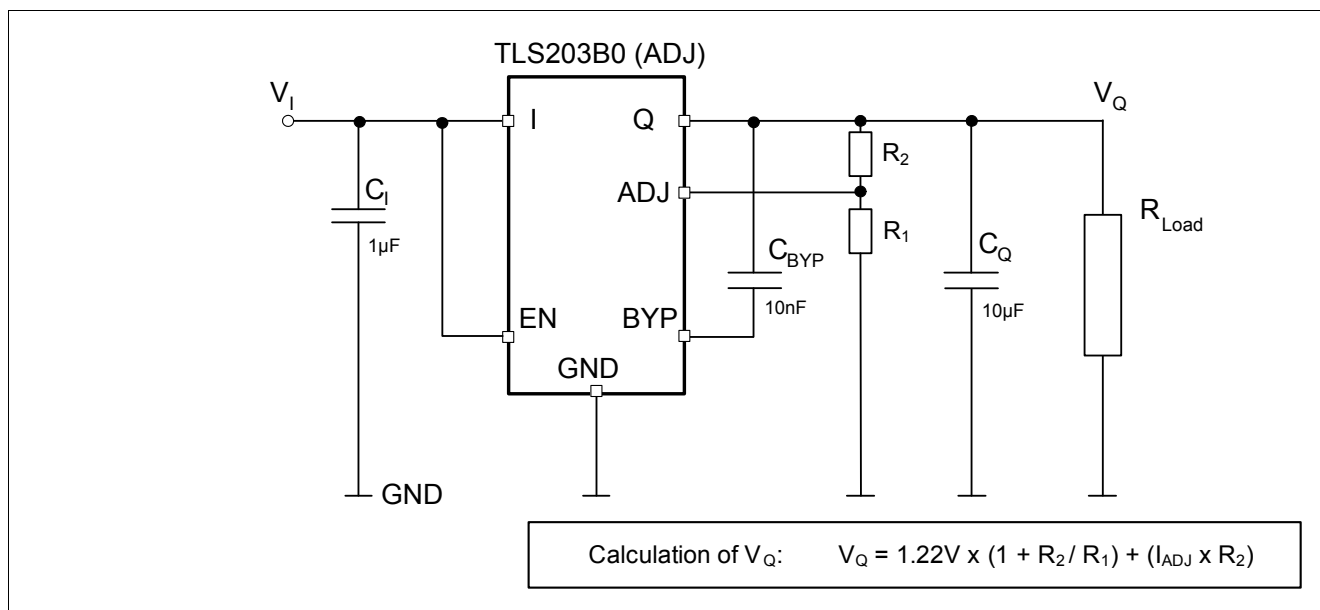 TLS203B0 (ADJ)
V_I
V_Q
I
Q
R_2
ADJ
C_I
1µF
R_1
R_Load
C_BYP
10nF
C_Q
10µF
EN
BYP
GND
GND
Calculation of V_Q: V_Q = 1.22V x (1 + R_2 / R_1) + (I_ADJ x R_2)